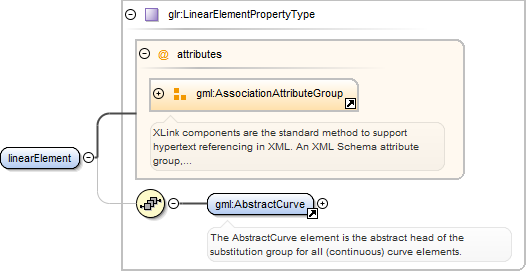 glr:LinearElementPropertyType
@ attributes
gml:AssociationAttributeGroup
XLink components are the standard method to support
hypertext referencing in XML. An XML Schema attribute
group,...
linearElement
gml:AbstractCurve
The AbstractCurve element is the abstract head of the
substitution group for all (continuous) curve elements.